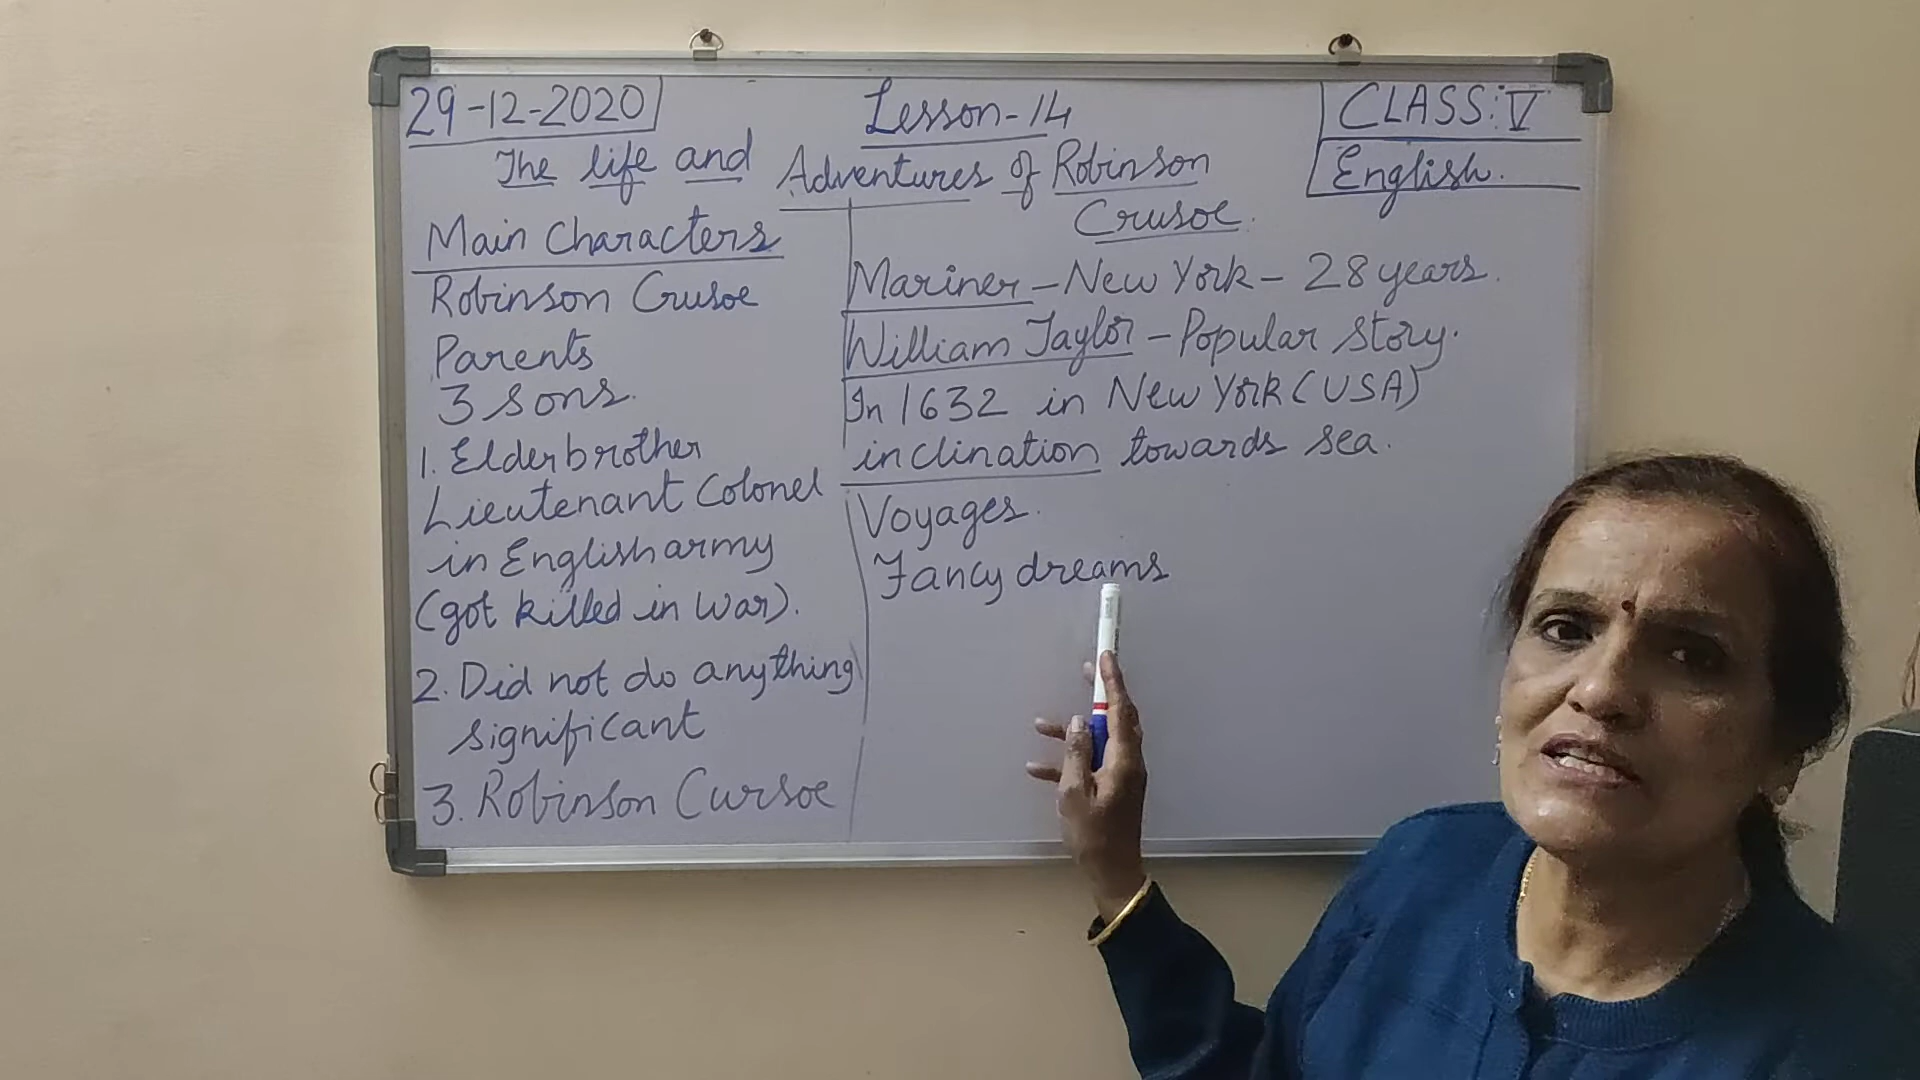 29-12-2020
Lesson-14
CLASS: V
English.
The life and Adventures of Robinson
Crusoe.
Main Characters
Robinson Crusoe
Parents
3 sons.
1. Elder brother
Lieutenant Colonel
in English army
(got killed in war).
2. Did not do anything
significant
3. Robinson Cursoe
Mariner - New York - 28 years.
William Taylor - Popular story.
In 1632 in New York (USA)
inclination towards sea.
Voyages.
Fancy dreams